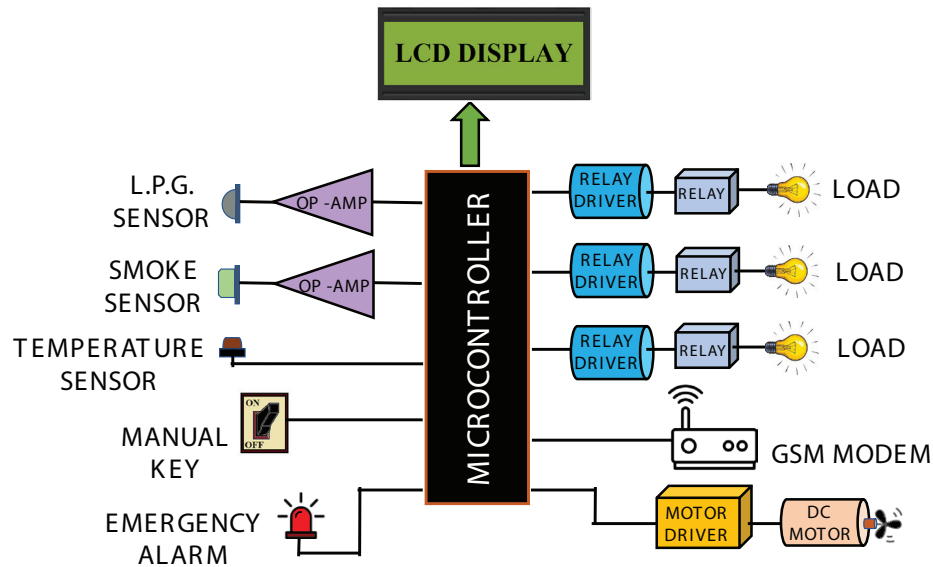 LCD DISPLAY
L.P.G.
SENSOR
OP -AMP
SMOKE
SENSOR
OP -AMP
TEMPERATURE
SENSOR
ON
OFF
MANUAL
KEY
EMERGENCY
ALARM
MICROCONTROLLER
RELAY
DRIVER
RELAY
LOAD
RELAY
DRIVER
RELAY
LOAD
RELAY
DRIVER
RELAY
LOAD
GSM MODEM
MOTOR
DRIVER
DC
MOTOR